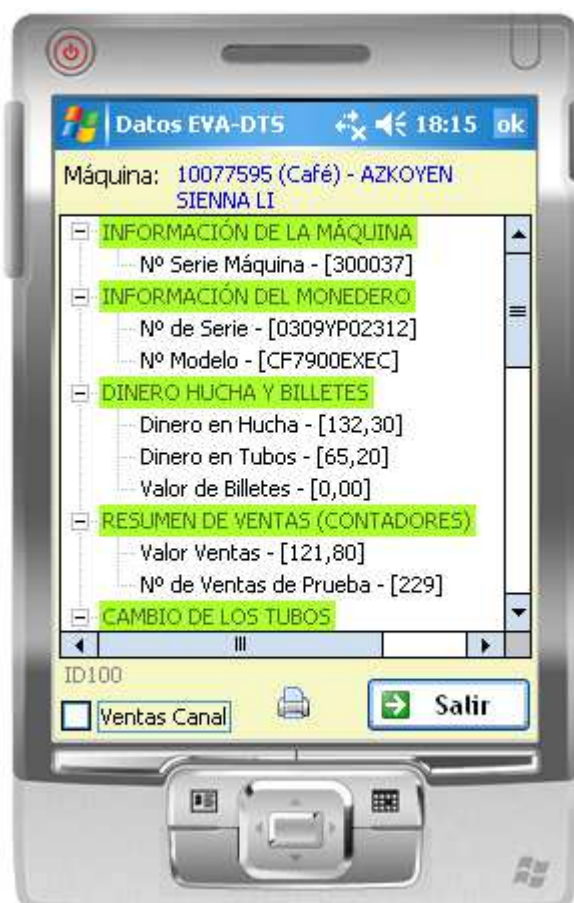 Datos EVA-DTS 18:15 ok
Máquina: 10077595 (Café) - AZKOYEN
SIENNA LI
INFORMACIÓN DE LA MÁQUINA
Nº Serie Máquina - [300037]
INFORMACIÓN DEL MONEDERO
Nº de Serie - [0309YP02312]
Nº Modelo - [CF7900EXEC]
DINERO HUCHA Y BILLETES
Dinero en Hucha - [132,30]
Dinero en Tubos - [65,20]
Valor de Billetes - [0,00]
RESUMEN DE VENTAS (CONTADORES)
Valor Ventas - [121,80]
Nº de Ventas de Prueba - [229]
CAMBIO DE LOS TUBOS
ID100
Ventas Canal
Salir